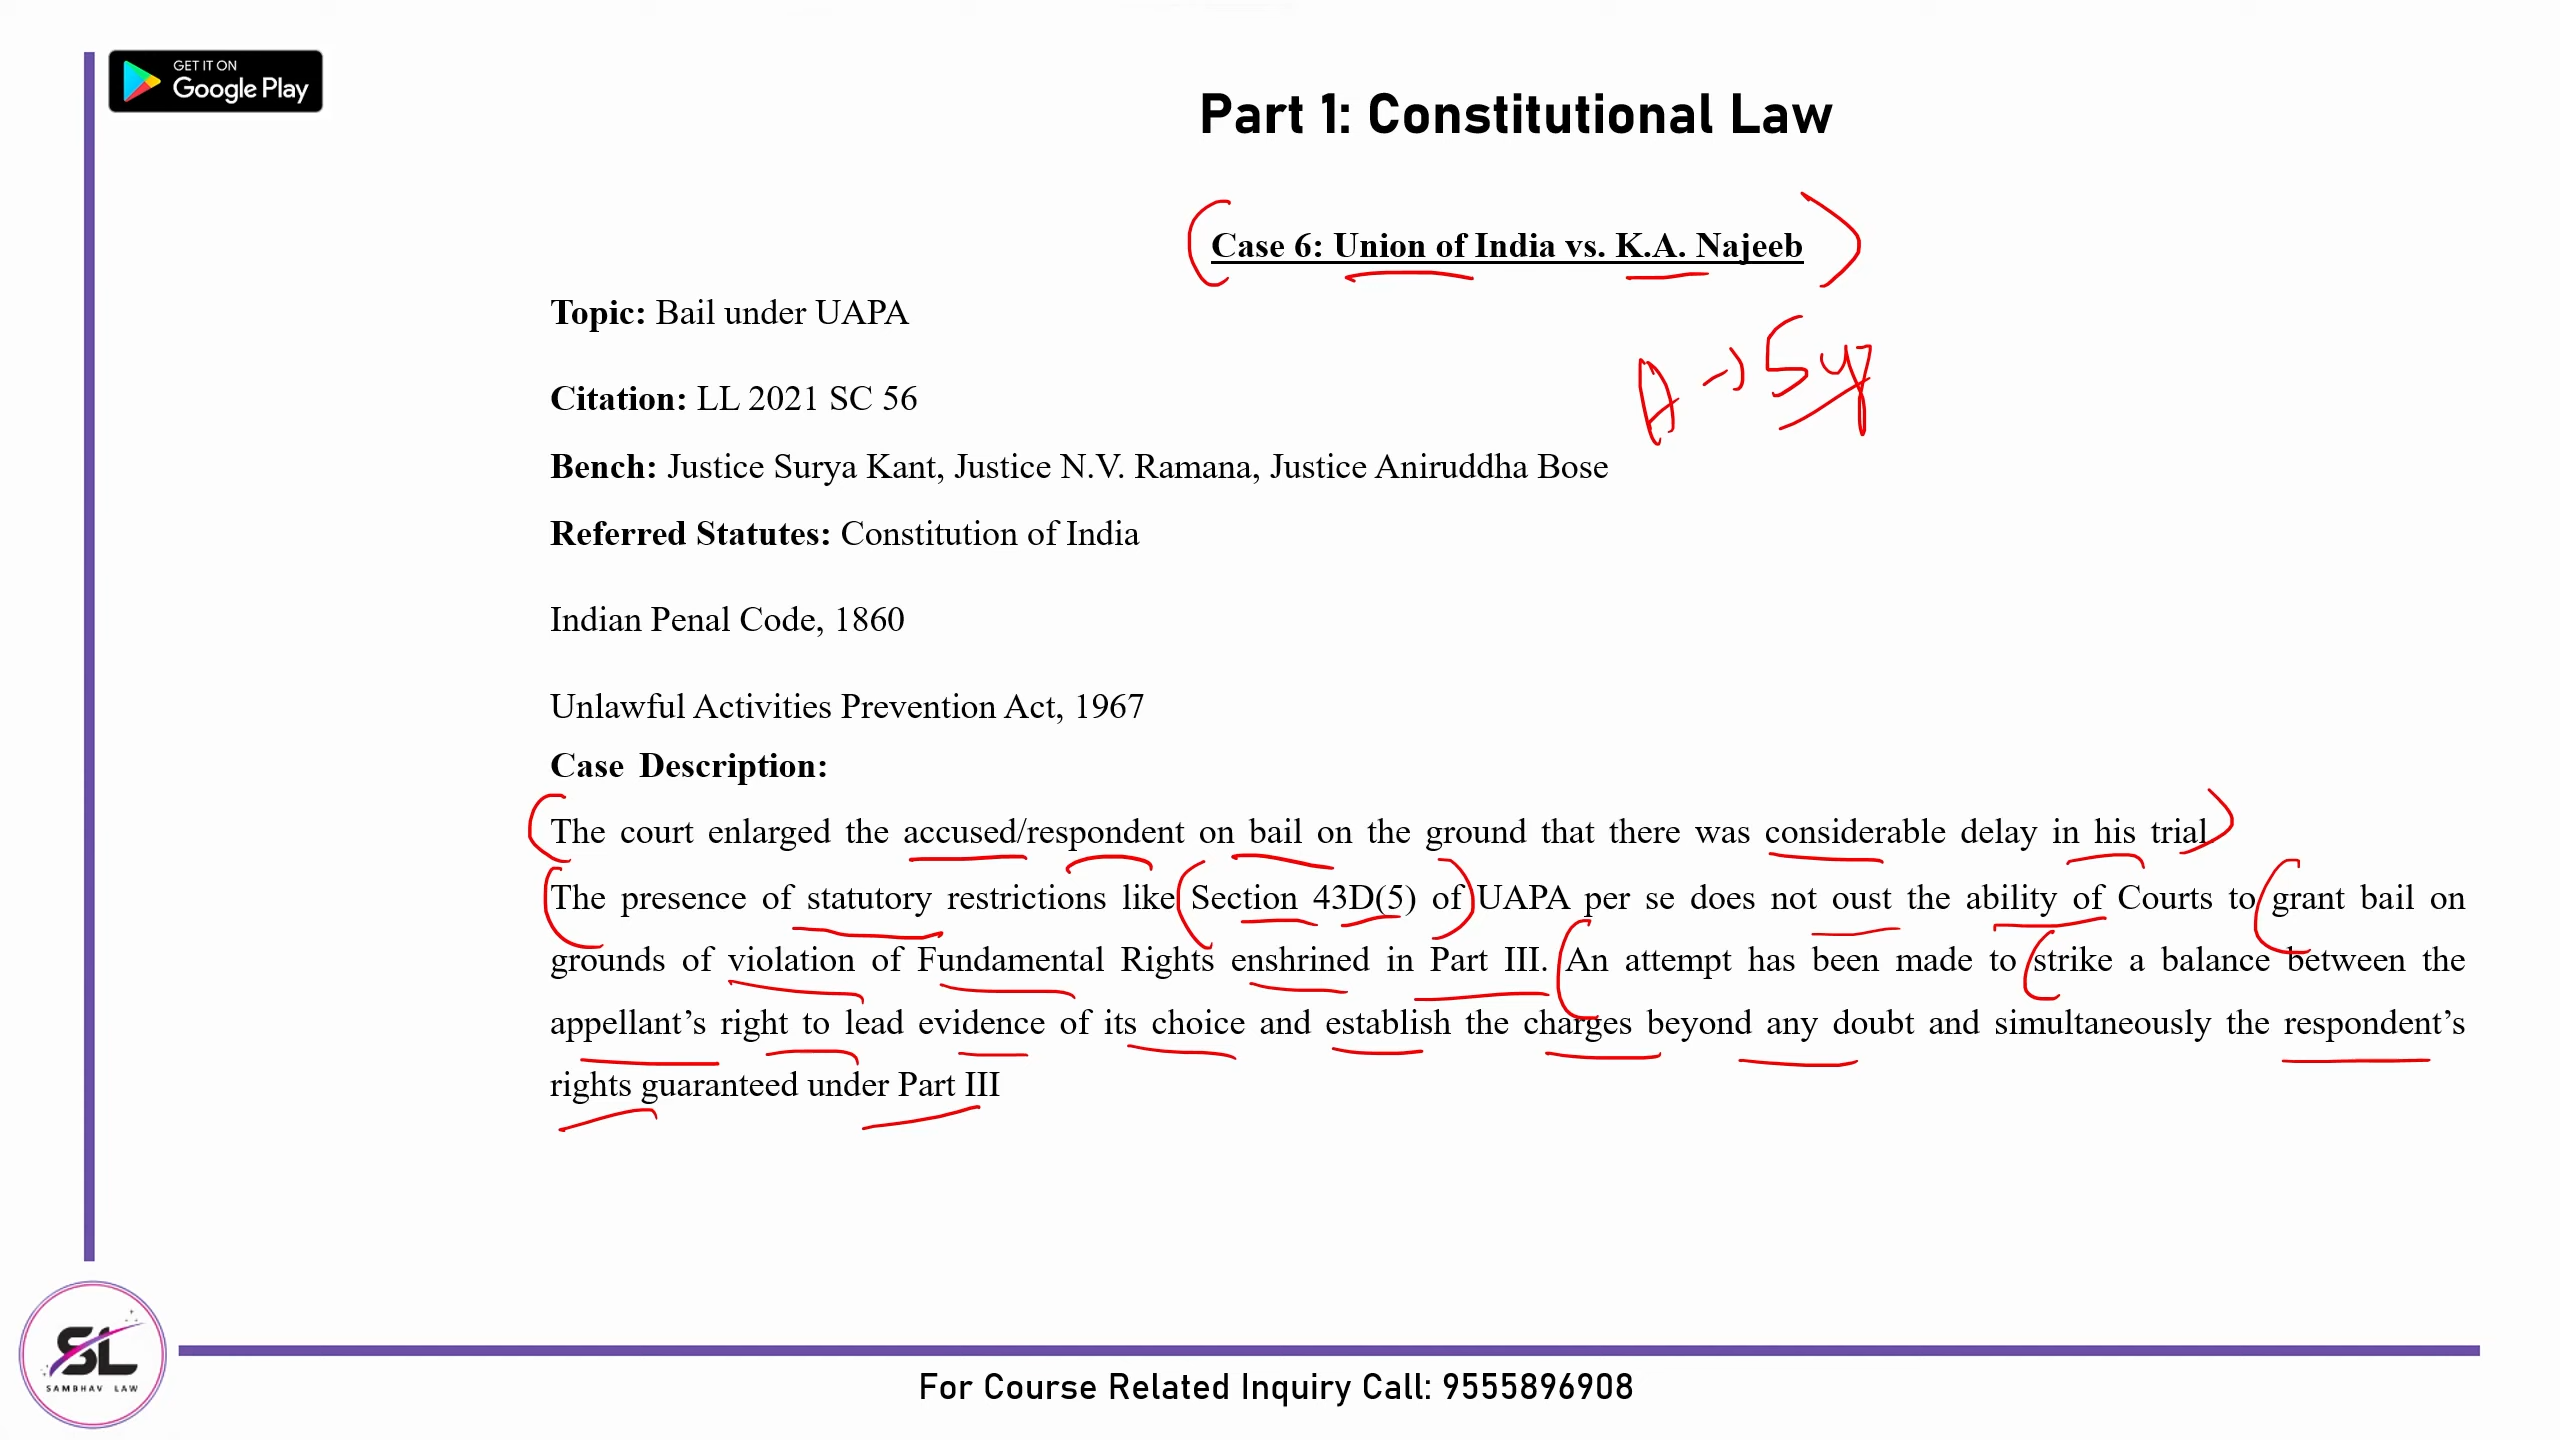 GET IT ON
Google Play
Part 1: Constitutional Law
Case 6: Union of India vs. K.A. Najeeb
Topic: Bail under UAPA
A → 5 y
Citation: LL 2021 SC 56
Bench: Justice Surya Kant, Justice N.V. Ramana, Justice Aniruddha Bose
Referred Statutes: Constitution of India
Indian Penal Code, 1860
Unlawful Activities Prevention Act, 1967
Case Description:
The court enlarged the accused/respondent on bail on the ground that there was considerable delay in his trial
The presence of statutory restrictions like Section 43D(5) of UAPA per se does not oust the ability of Courts to grant bail on
grounds of violation of Fundamental Rights enshrined in Part III. An attempt has been made to strike a balance between the
appellant’s right to lead evidence of its choice and establish the charges beyond any doubt and simultaneously the respondent’s
rights guaranteed under Part III
SL
SAMBHAV LAW
For Course Related Inquiry Call: 9555896908